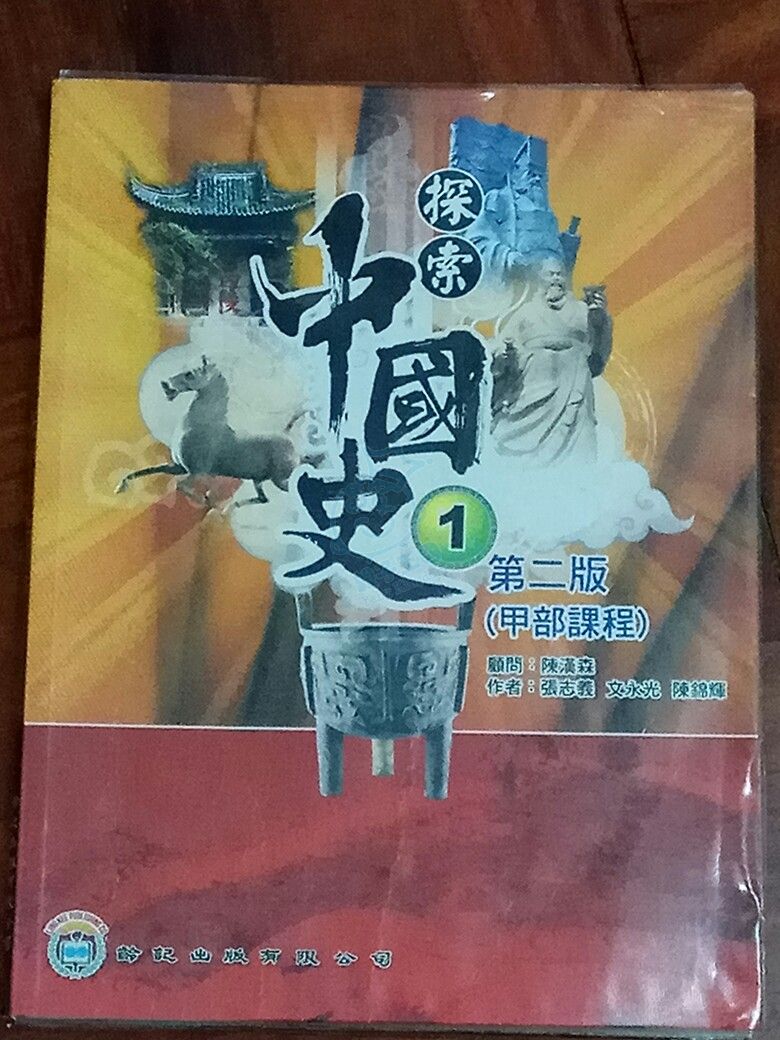 探索
中國史
1
第二版
(甲部課程)
顧問：陳漢森
作者：張志義 文永光 陳錦輝
齡記出版有限公司